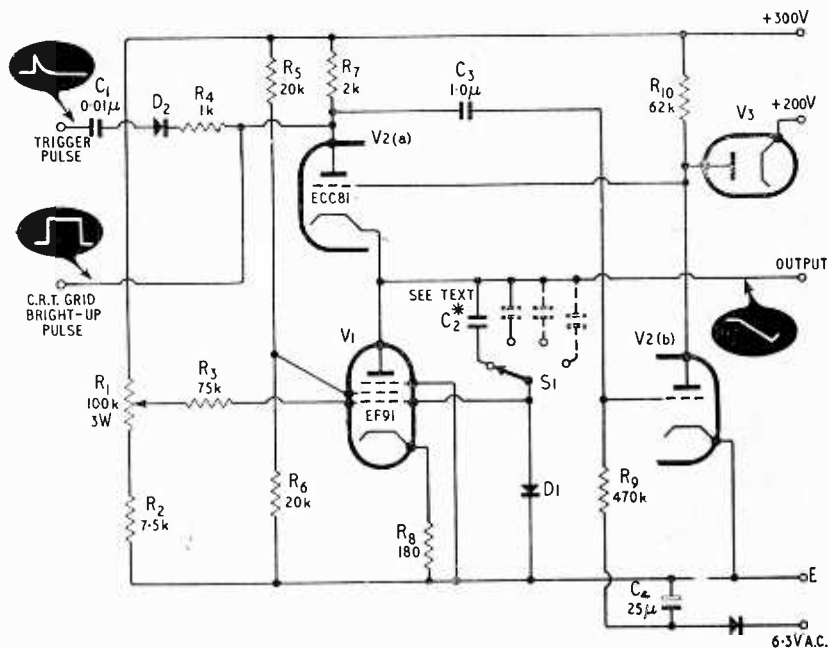 +300V
R5
20k
R7
2k
C3
1·0μ
R10
62k
V3
+200V
C1
0·01μ
D2
R4
1k
TRIGGER
PULSE
V2(a)
ECC81
OUTPUT
C.R.T. GRID
BRIGHT-UP
PULSE
SEE TEXT
*
C2
V1
S1
V2(b)
R1
100k
3W
R3
75k
EF91
R2
7·5k
R6
20k
R8
180
D1
R9
470k
E
C4
25μ
6·3V A.C.